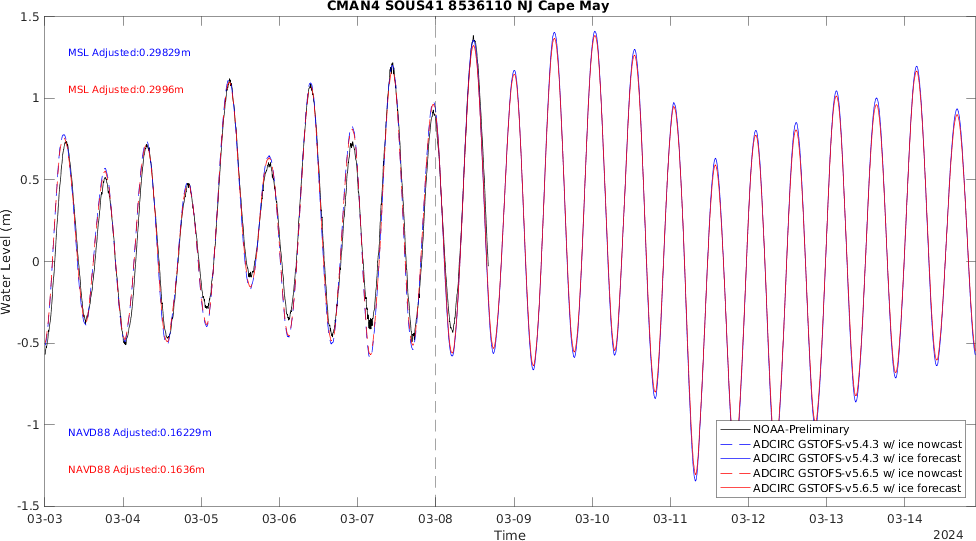 CMAN4 SOUS41 8536110 NJ Cape May
1.5
1
0.5
0
-0.5
-1
-1.5
Water Level (m)
MSL Adjusted:0.29829m
MSL Adjusted:0.2996m
NAVD88 Adjusted:0.16229m
NAVD88 Adjusted:0.1636m
NOAA-Preliminary
ADCIRC GSTOFS-v5.4.3 w/ ice nowcast
ADCIRC GSTOFS-v5.4.3 w/ ice forecast
ADCIRC GSTOFS-v5.6.5 w/ ice nowcast
ADCIRC GSTOFS-v5.6.5 w/ ice forecast
03-03 03-04 03-05 03-06 03-07 03-08 03-09 03-10 03-11 03-12 03-13 03-14
Time
2024